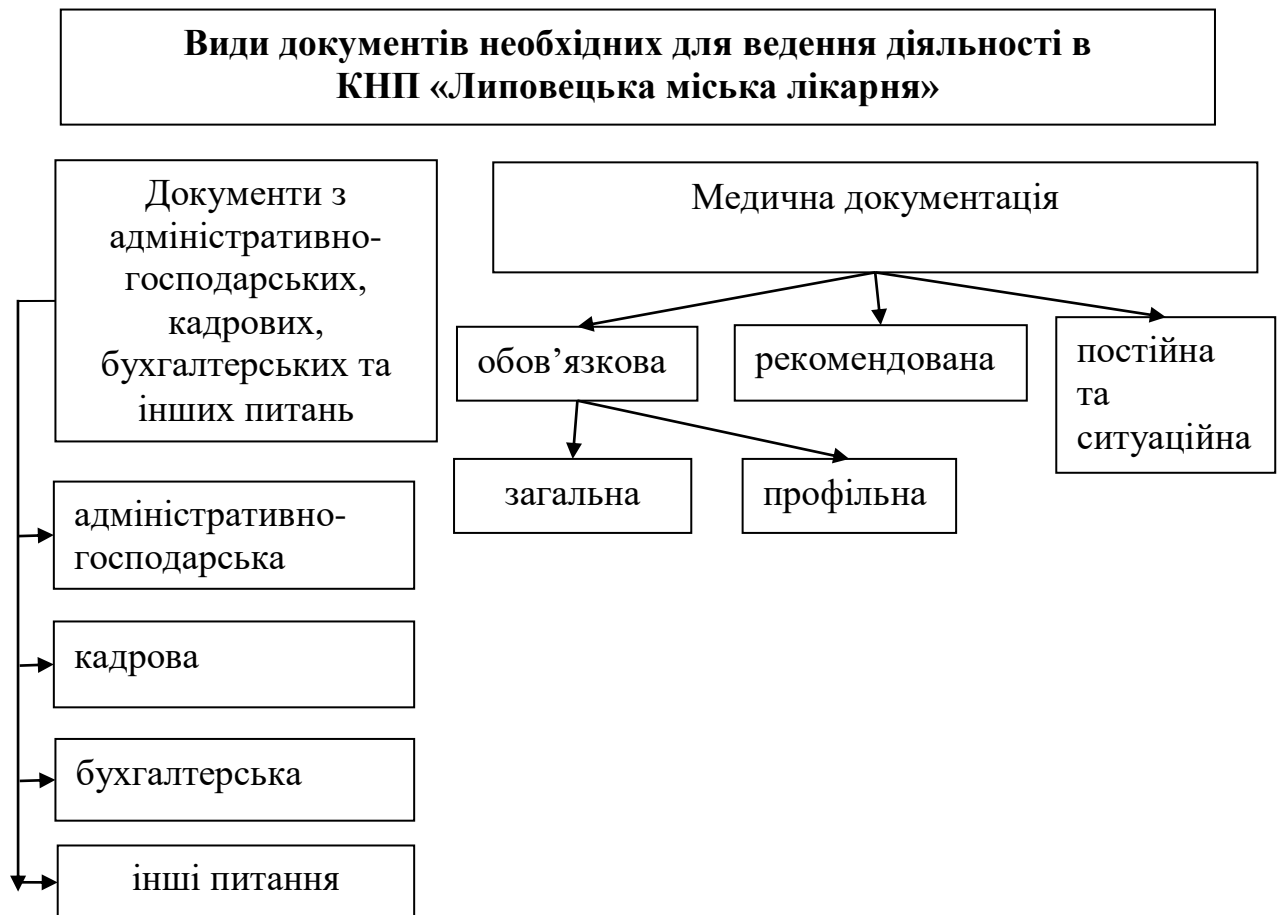 Види документів необхідних для ведення діяльності в
КНП «Липовецька міська лікарня»
Документи з
адміністративно-
господарських,
кадрових,
бухгалтерських та
інших питань
Медична документація
обов’язкова
рекомендована
постійна
та
ситуаційна
загальна
профільна
адміністративно-
господарська
кадрова
бухгалтерська
інші питання